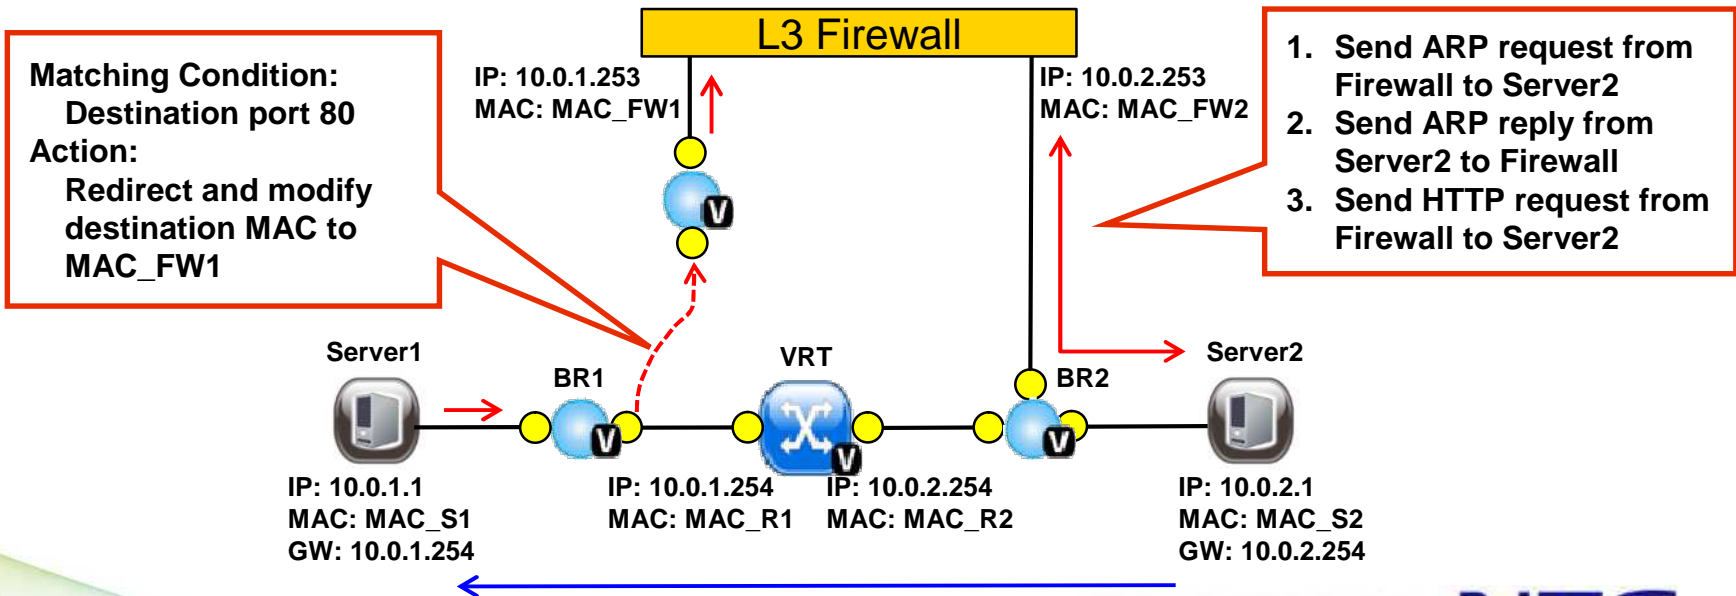 L3 Firewall
Matching Condition:
Destination port 80
Action:
Redirect and modify
destination MAC to
MAC_FW1
IP: 10.0.1.253
MAC: MAC_FW1
IP: 10.0.2.253
MAC: MAC_FW2
1. Send ARP request from
Firewall to Server2
2. Send ARP reply from
Server2 to Firewall
3. Send HTTP request from
Firewall to Server2
V
Server1
BR1
VRT
BR2
Server2
V
V
V
IP: 10.0.1.1
MAC: MAC_S1
GW: 10.0.1.254
IP: 10.0.1.254
MAC: MAC_R1
IP: 10.0.2.254
MAC: MAC_R2
IP: 10.0.2.1
MAC: MAC_S2
GW: 10.0.2.254